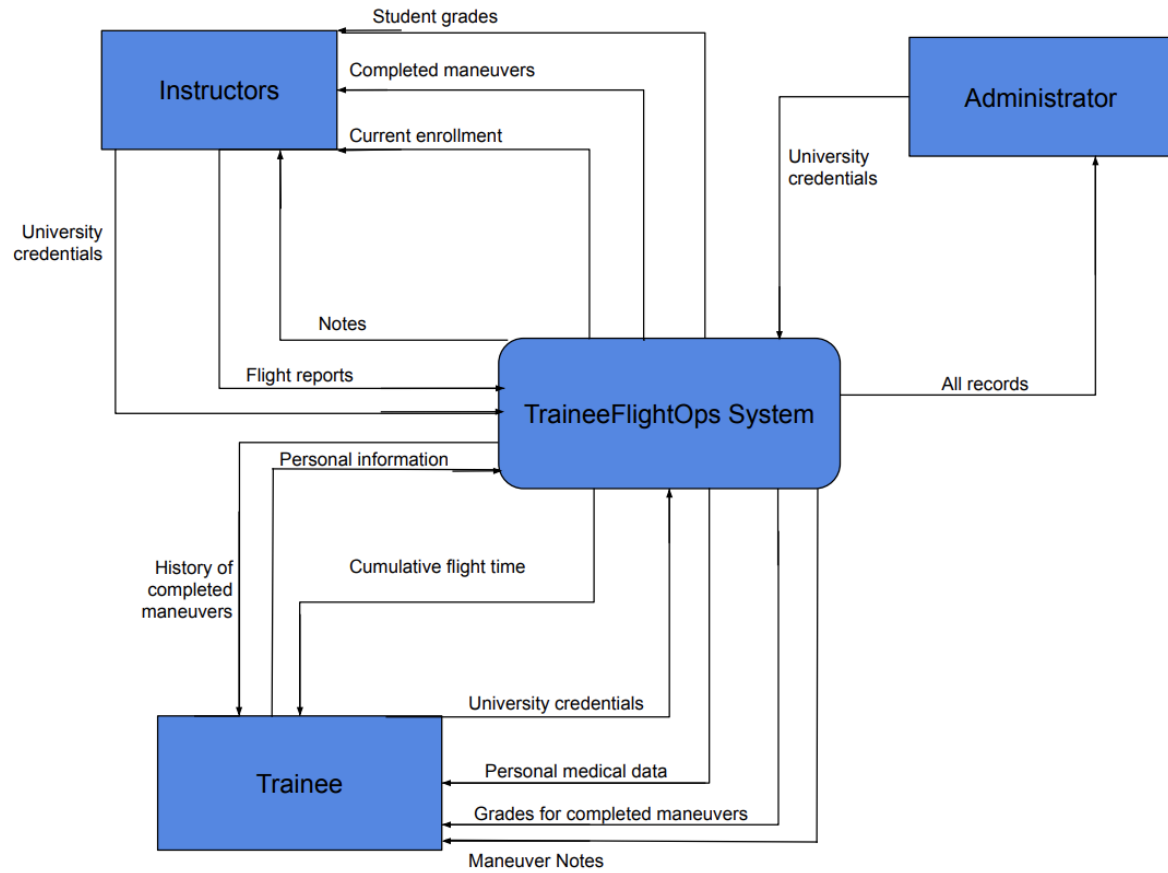 Student grades
Instructors
Completed maneuvers
Administrator
Current enrollment
University
credentials
University
credentials
Notes
Flight reports
All records
TraineeFlightOps System
Personal information
History of
completed
maneuvers
Cumulative flight time
University credentials
Personal medical data
Trainee
Grades for completed maneuvers
Maneuver Notes